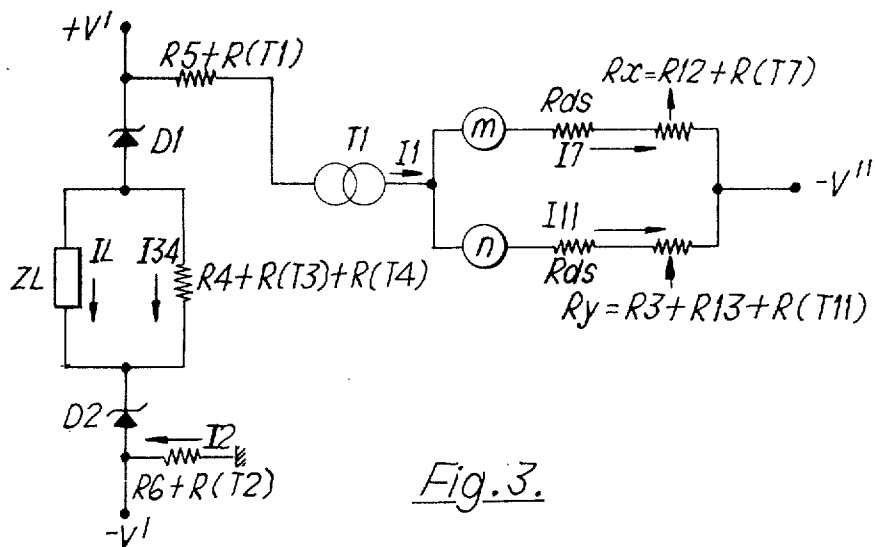 +V'
R5+R(T1)
D1
T1
I1
m
Rds
I7
Rx=R12+R(T7)
-V"
n
I11
Rds
Ry=R3+R13+R(T11)
ZL
IL
I34
R4+R(T3)+R(T4)
D2
I2
R6+R(T2)
-V'
Fig.3.